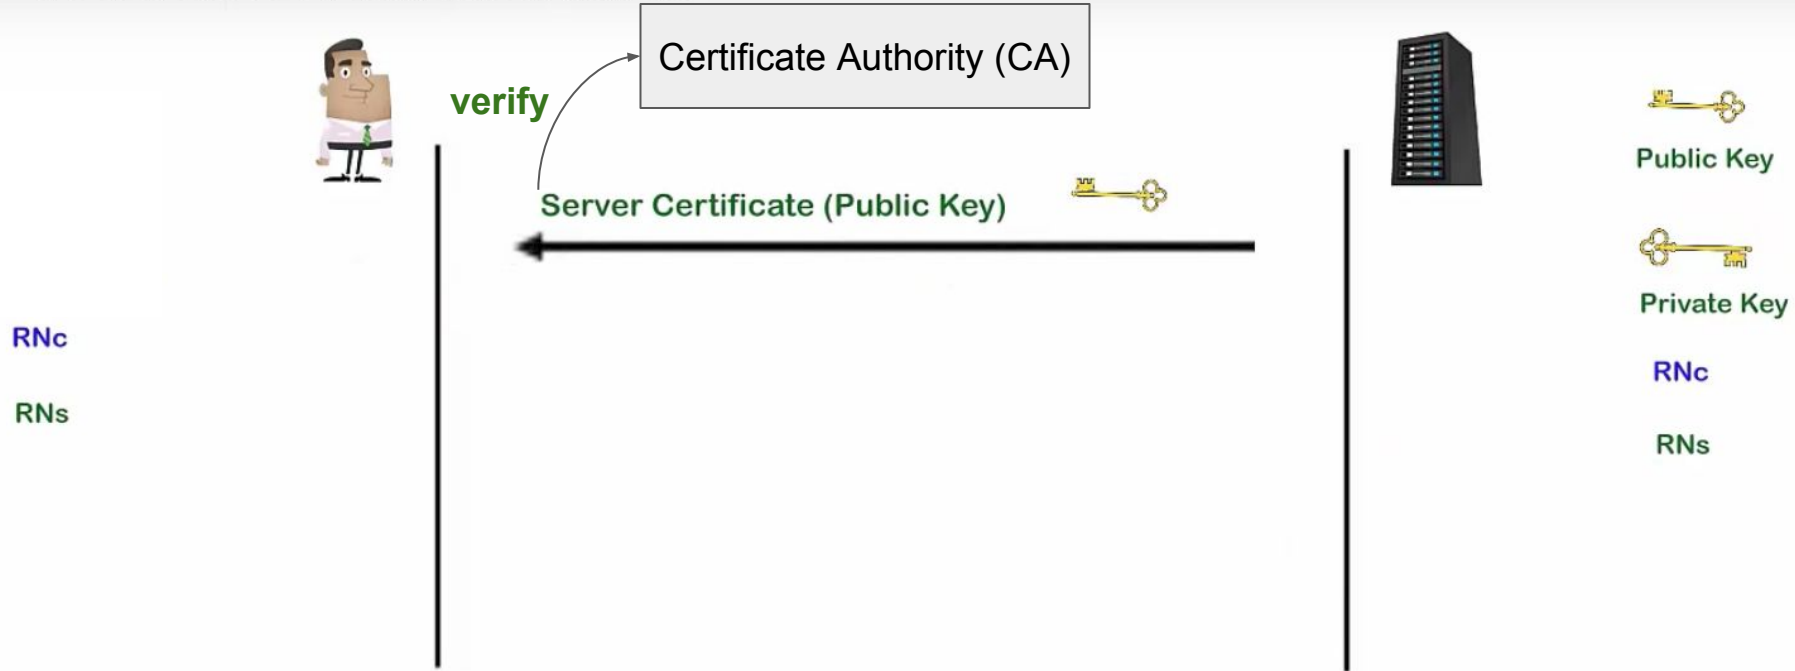 Certificate Authority (CA)
verify
Server Certificate (Public Key)
Public Key
Private Key
RNc
RNs
RNc
RNs